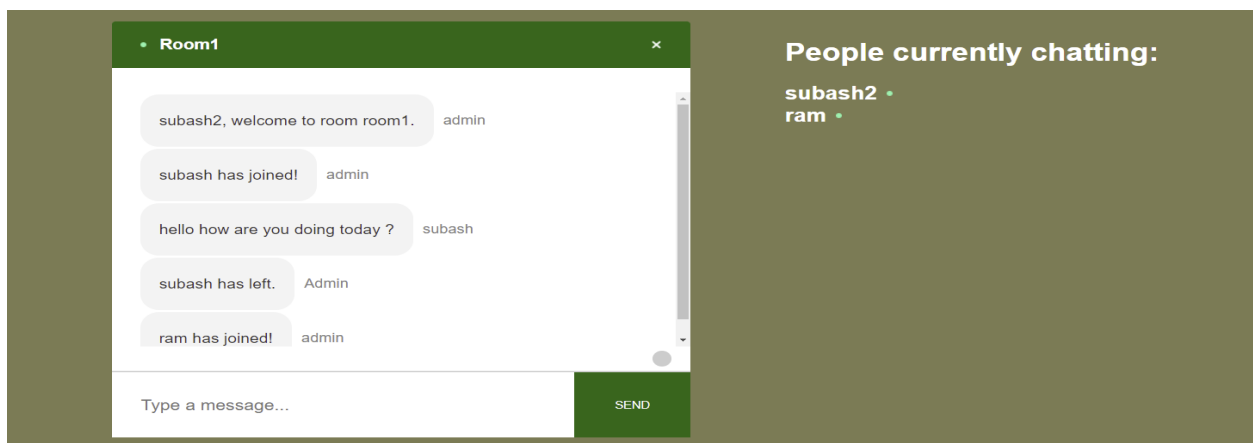 Room1
subash2, welcome to room room1. admin
subash has joined! admin
hello how are you doing today ? subash
subash has left. Admin
ram has joined! admin
Type a message... SEND
People currently chatting:
subash2
ram